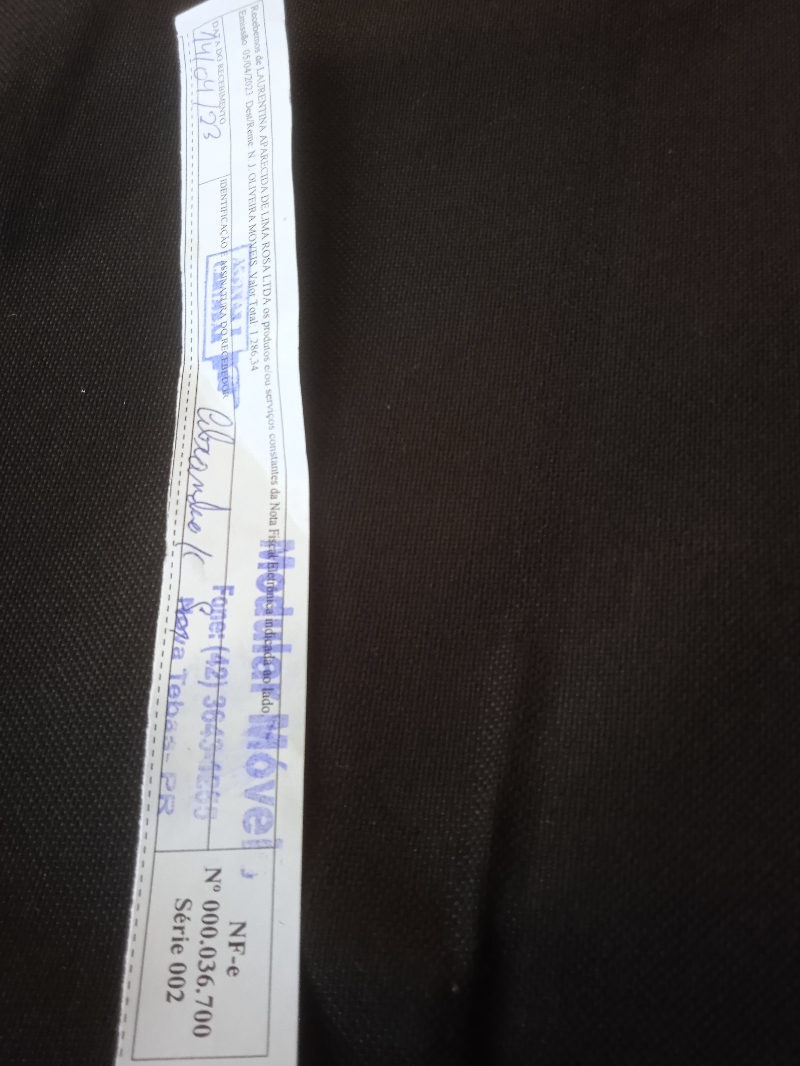 Recebemos de LAURENTINA APARECIDA DE LIMA ROSA LTDA os produtos e/ou serviços constantes da Nota Fiscal Eletrônica indicada ao lado
Emissão 05/04/2023 Dest/Reme N J OLIVEIRA MOVEIS Valor Total 1 286,34
DATA DO RECEBIMENTO
14/04/23
IDENTIFICAÇÃO E ASSINATURA DO RECEBEDOR
Modular Móveis
Fone: (42)
Nova Tebas - PR
NF-e
Nº 000.036.700
Série 002